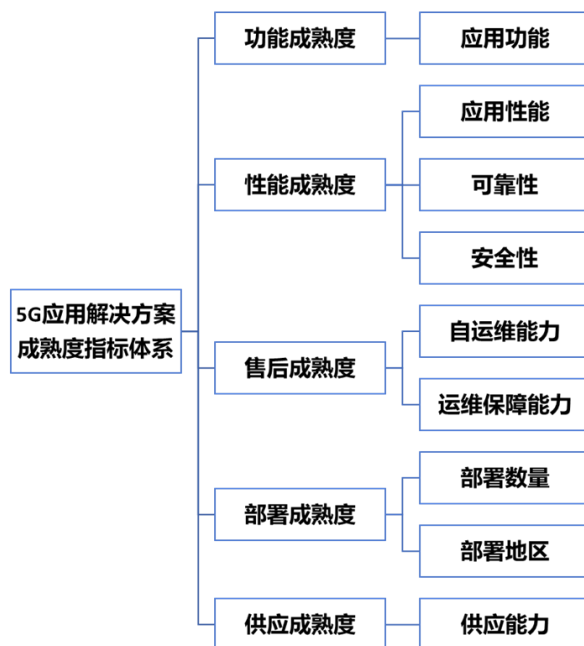 5G应用解决方案
成熟度指标体系
功能成熟度
应用功能
性能成熟度
应用性能
可靠性
安全性
售后成熟度
自运维能力
运维保障能力
部署成熟度
部署数量
部署地区
供应成熟度
供应能力